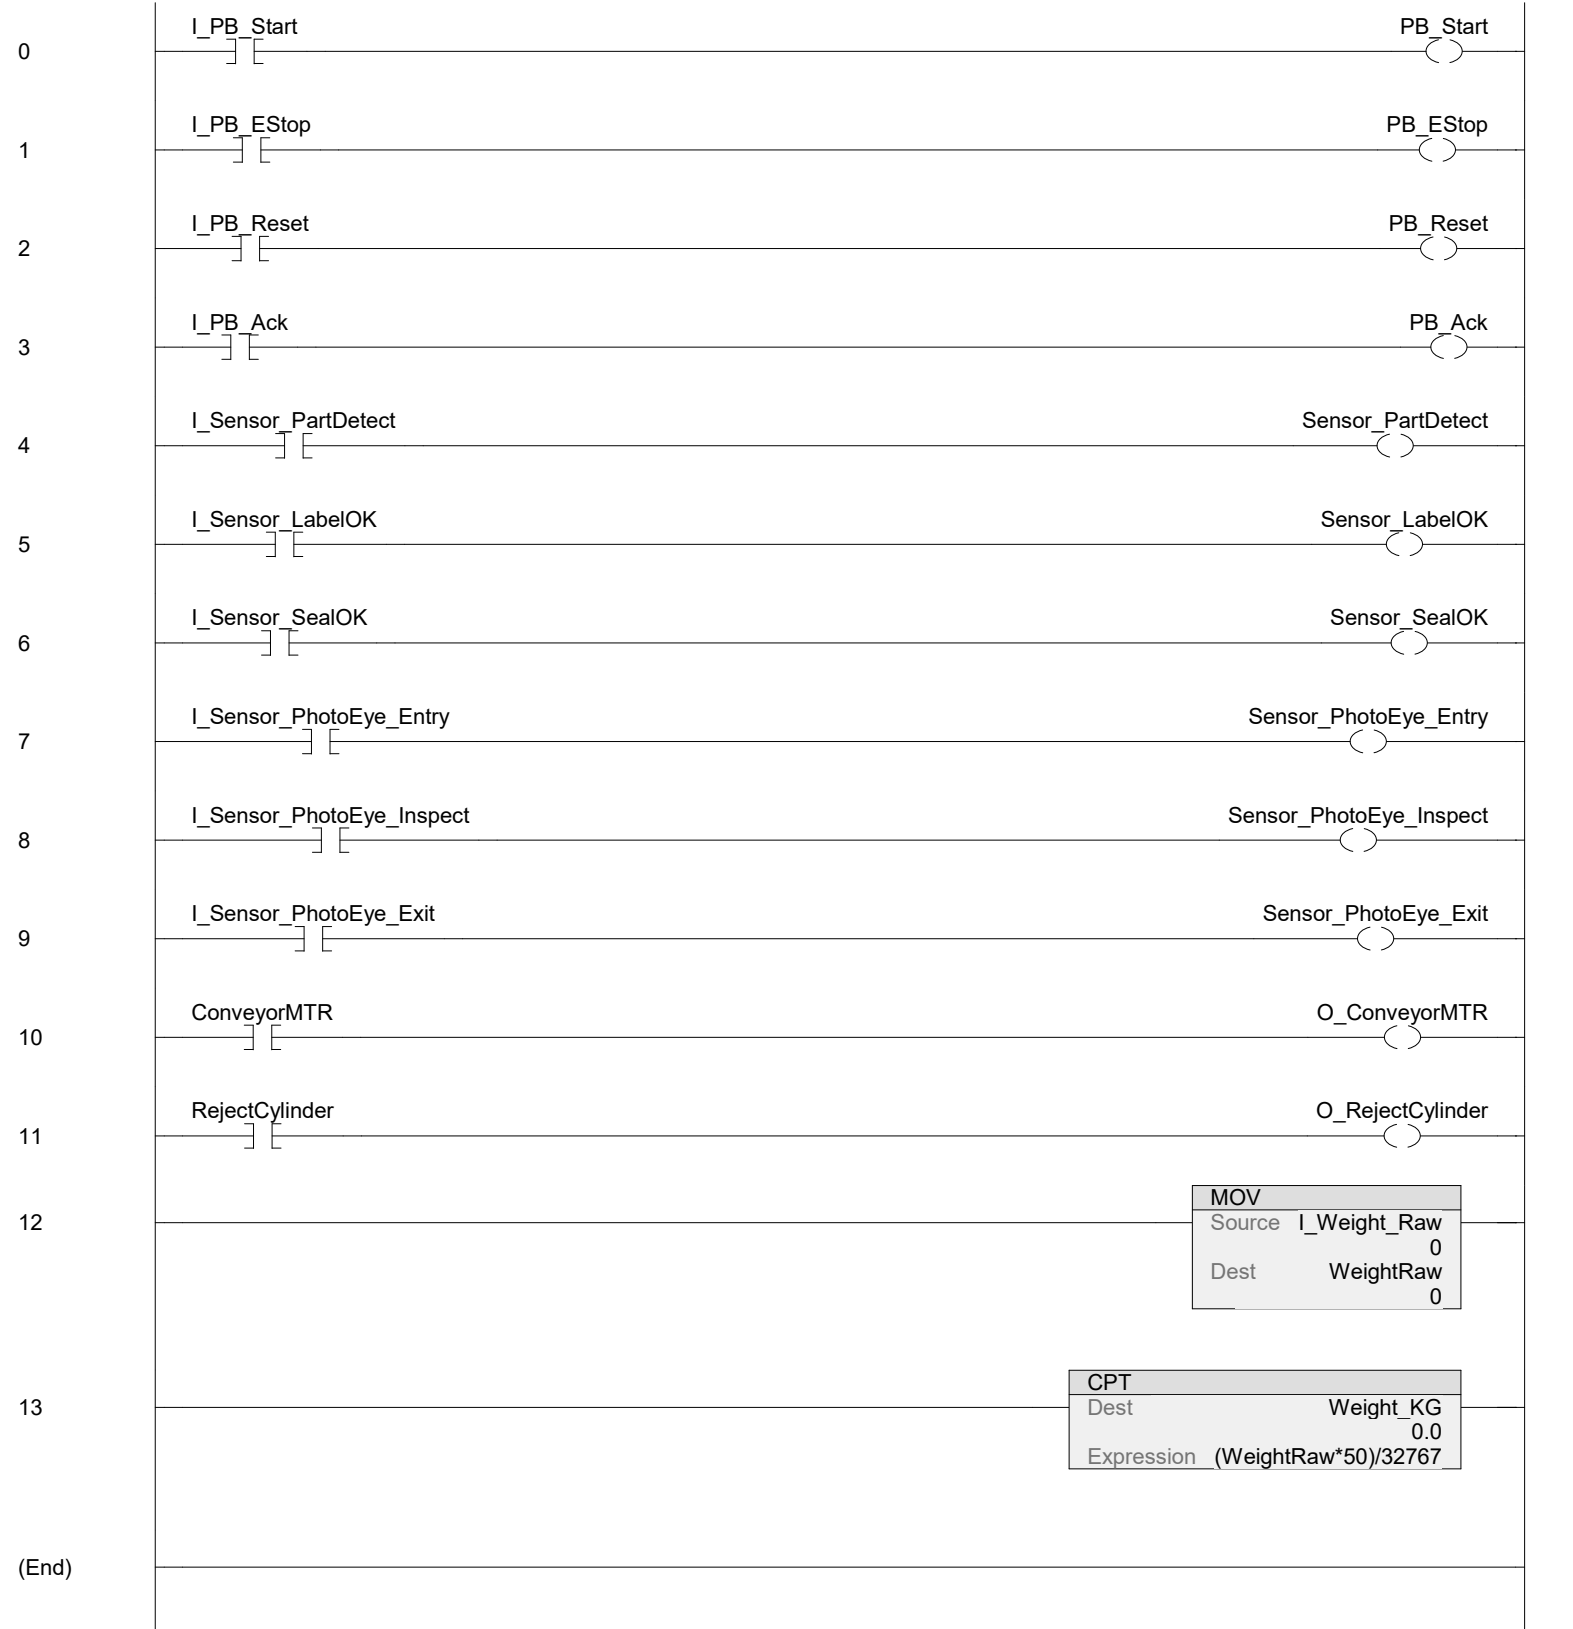 I_PB_Start PB_Start
0
I_PB_EStop PB_EStop
1
I_PB_Reset PB_Reset
2
I_PB_Ack PB_Ack
3
I_Sensor_PartDetect Sensor_PartDetect
4
I_Sensor_LabelOK Sensor_LabelOK
5
I_Sensor_SealOK Sensor_SealOK
6
I_Sensor_PhotoEye_Entry Sensor_PhotoEye_Entry
7
I_Sensor_PhotoEye_Inspect Sensor_PhotoEye_Inspect
8
I_Sensor_PhotoEye_Exit Sensor_PhotoEye_Exit
9
ConveyorMTR O_ConveyorMTR
10
RejectCylinder O_RejectCylinder
11
MOV
12 Source I_Weight_Raw
0
Dest WeightRaw
0
CPT
13 Dest Weight_KG
0.0
Expression (WeightRaw*50)/32767
(End)